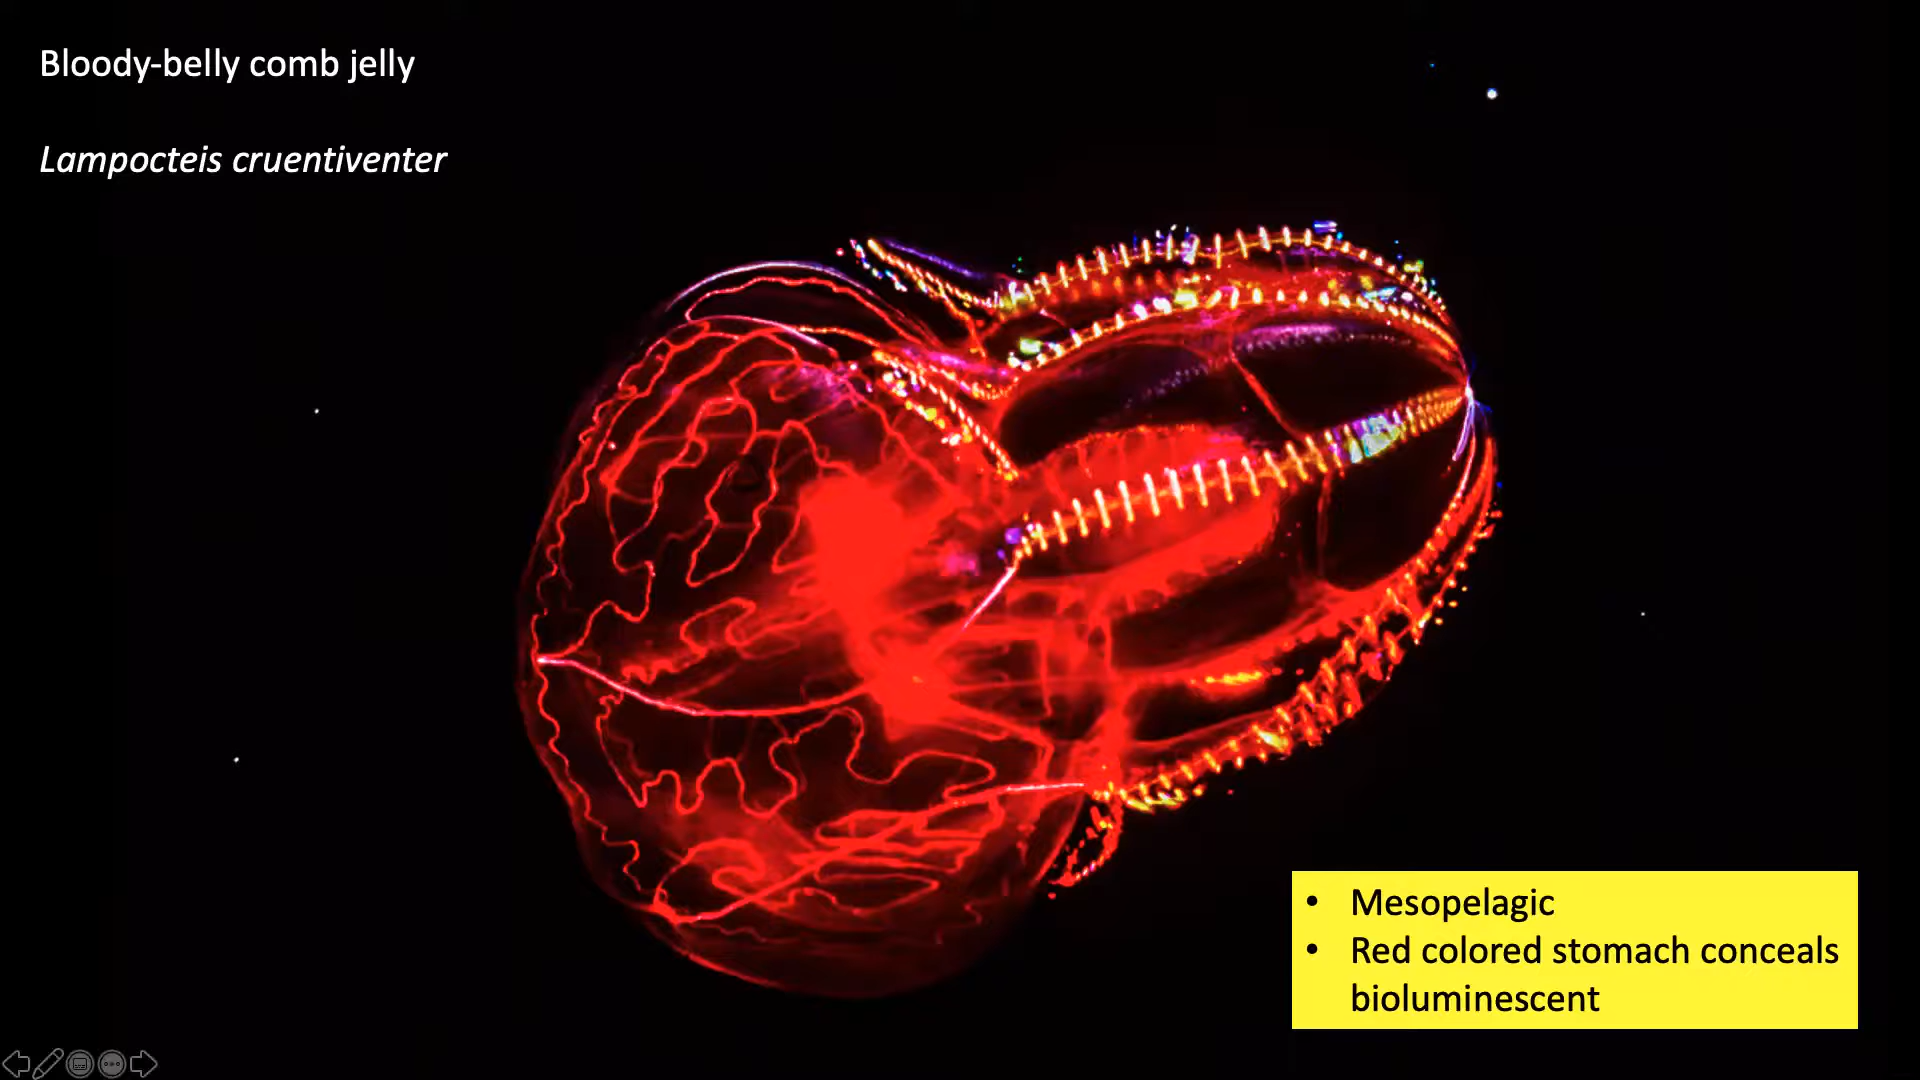 Bloody-belly comb jelly
Lampocteis cruentiventer
• Mesopelagic
• Red colored stomach conceals
bioluminescent